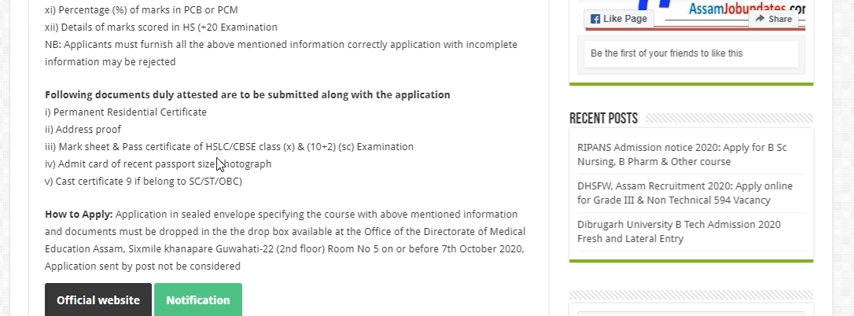 xi) Percentage (%) of marks in PCB or PCM
xii) Details of marks scored in HS (+20 Examination
NB: Applicants must furnish all the above mentioned information correctly application with incomplete
information may be rejected
Following documents duly attested are to be submitted along with the application
i) Permanent Residential Certificate
ii) Address proof
iii) Mark sheet & Pass certificate of HSLC/CBSE class (x) & (10+2) (sc) Examination
iv) Admit card of recent passport size photograph
v) Cast certificate 9 if belong to SC/ST/OBC)
How to Apply: Application in sealed envelope specifying the course with above mentioned information
and documents must be dropped in the the drop box available at the Office of the Directorate of Medical
Education Assam, Sixmile khanapare Guwahati-22 (2nd floor) Room No 5 on or before 7th October 2020,
Application sent by post not be considered
Official website
Notification
AssamJobupdates.com
Like Page
Share
Be the first of your friends to like this
RECENT POSTS
RIPANS Admission notice 2020: Apply for B Sc
Nursing, B Pharm & Other course
DHSFW, Assam Recruitment 2020: Apply online
for Grade III & Non Technical 594 Vacancy
Dibrugarh University B Tech Admission 2020
Fresh and Lateral Entry